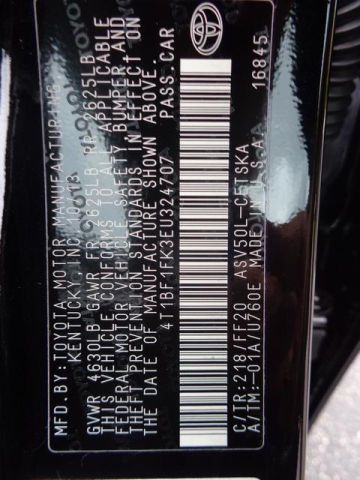 MFD.BY:TOYOTA MOTOR MANUFACTURING,
KENTUCKY, INC. 10/13
GVWR 4630LB GAWR FR 2625LB RR 2625LB
THIS VEHICLE CONFORMS TO ALL APPLICABLE
FEDERAL MOTOR VEHICLE SAFETY BUMPER, AND
THEFT PREVENTION STANDARDS IN EFFECT ON
THE DATE OF MANUFACTURE SHOWN ABOVE.
4T1BF1FK3EU324707 PASS.CAR
C/TR:218/FF20 ASV50L-CETSKA
A/TM:-01A/U760E MADE IN U.S.A.
16845
TOYOTA